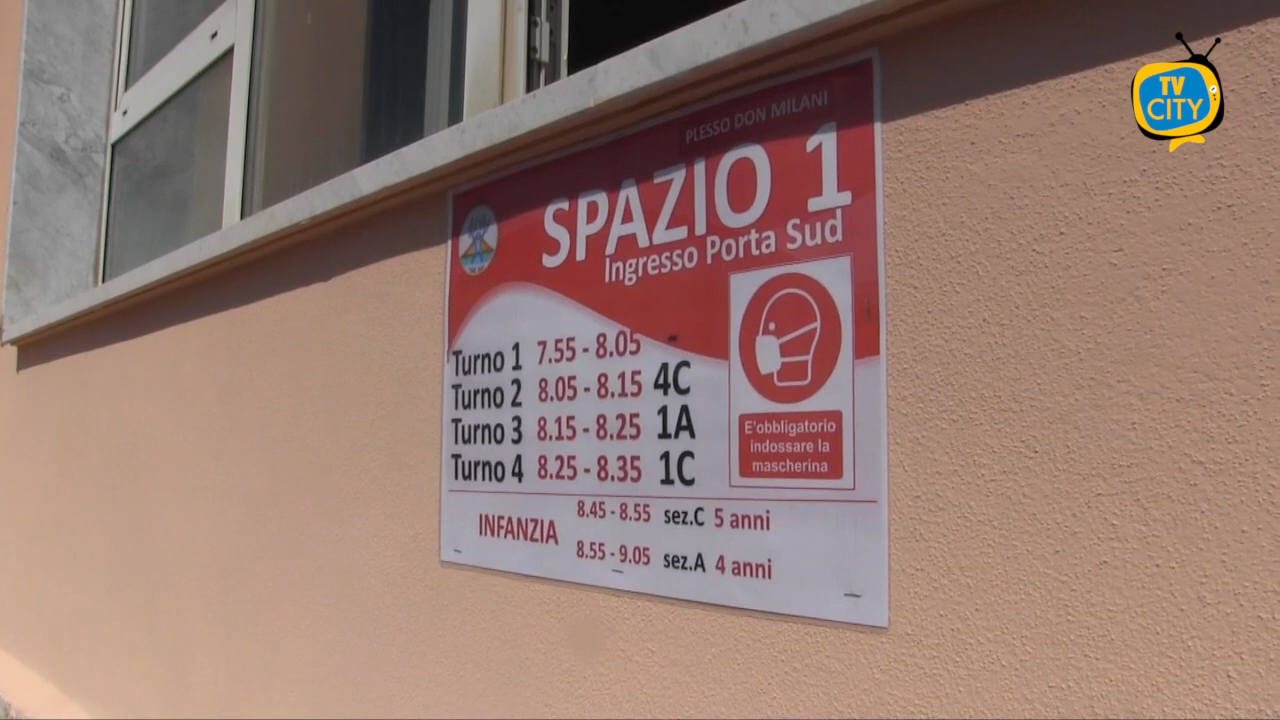 TV
CITY
PLESSO DON MILANI
SPAZIO 1
Ingresso Porta Sud
Turno 1 7.55 - 8.05
Turno 2 8.05 - 8.15 4C
Turno 3 8.15 - 8.25 1A
Turno 4 8.25 - 8.35 1C
E'obbligatorio
indossare la
mascherina
INFANZIA
8.45 - 8.55 sez.C 5 anni
8.55 - 9.05 sez.A 4 anni